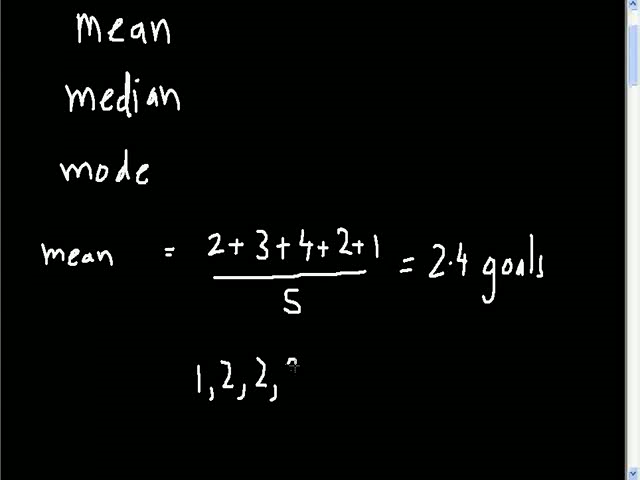 mean
median
mode
mean = 2+3+4+2+1 = 2.4 goals
5
1, 2, 2,